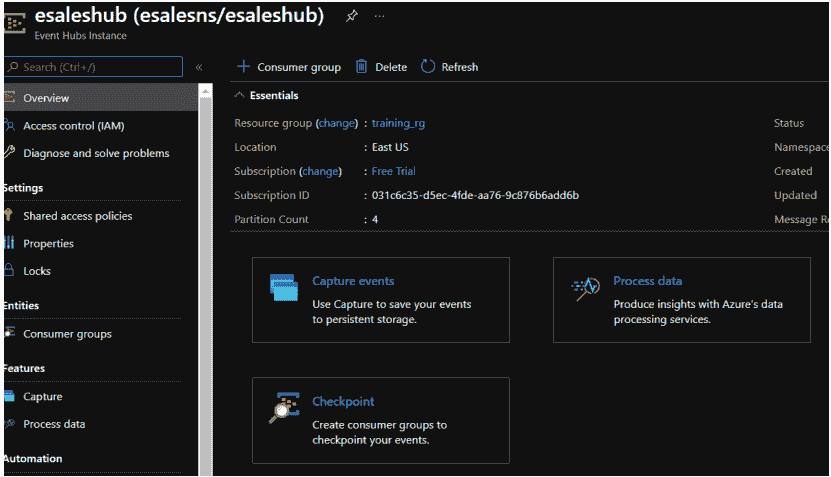 esaleshub (esalesns/esaleshub) ...
Event Hubs Instance
Search (Ctrl+/) «
Consumer group Delete Refresh
Overview
Access control (IAM)
Diagnose and solve problems
Settings
Shared access policies
Properties
Locks
Entities
Consumer groups
Features
Capture
Process data
Automation
Essentials
Resource group (change) : training_rg Status
Location : East US Namespace
Subscription (change) : Free Trial Created
Subscription ID : 031c6c35-d5ec-4fde-aa76-9c876b6add6b Updated
Partition Count : 4 Message
Capture events
Use Capture to save your events
to persistent storage.
Process data
Produce insights with Azure's data
processing services.
Checkpoint
Create consumer groups to
checkpoint your events.